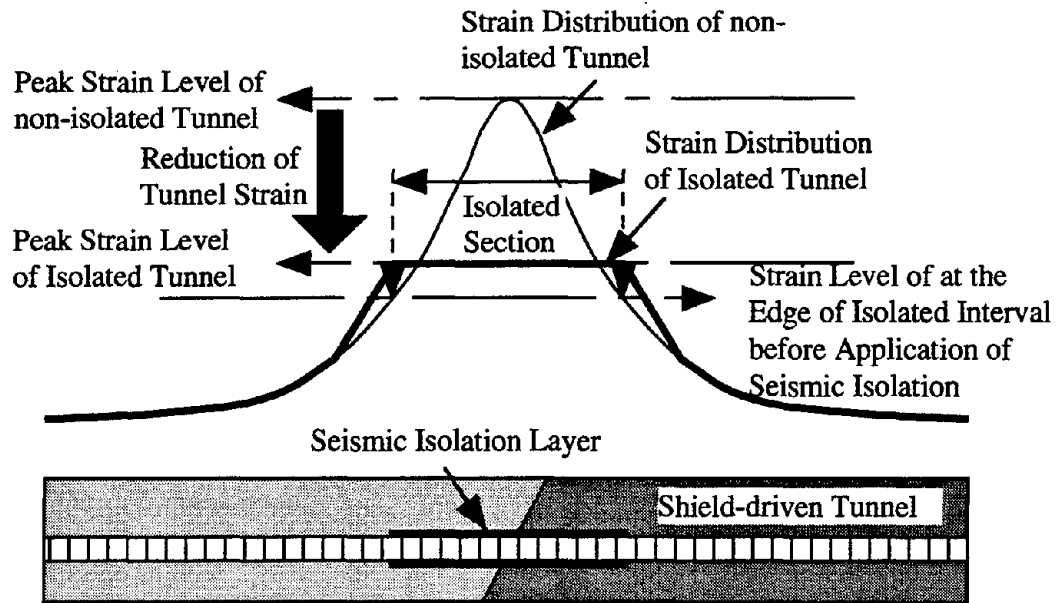 Strain Distribution of non-
isolated Tunnel
Peak Strain Level of
non-isolated Tunnel
Reduction of
Tunnel Strain
Strain Distribution
of Isolated Tunnel
Isolated
Section
Peak Strain Level
of Isolated Tunnel
Strain Level of at the
Edge of Isolated Interval
before Application of
Seismic Isolation
Seismic Isolation Layer
Shield-driven Tunnel